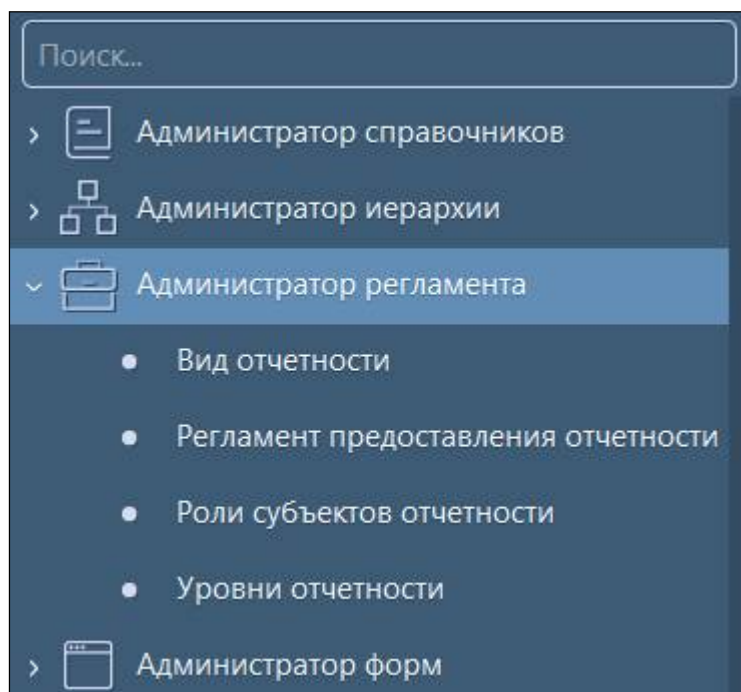 Поиск...
Администратор справочников
Администратор иерархии
Администратор регламента
Вид отчетности
Регламент предоставления отчетности
Роли субъектов отчетности
Уровни отчетности
Администратор форм